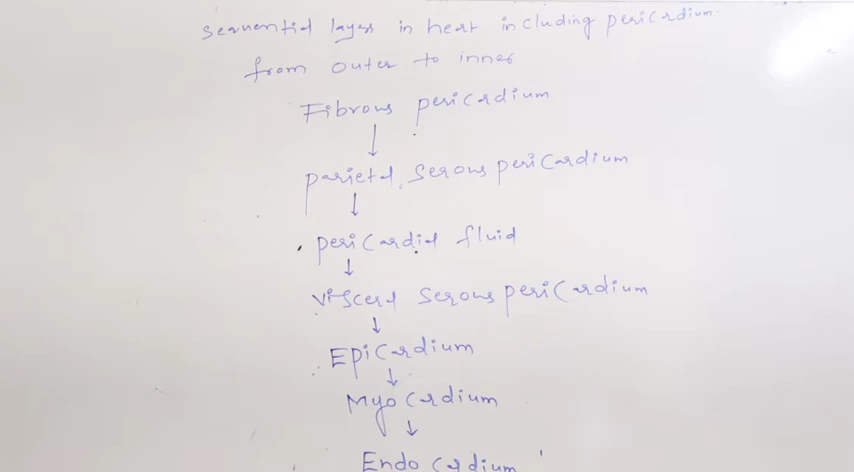 sequential layers in heart including pericardium
from outer to inner
Fibrous pericardium
↓
parietal serous pericardium
↓
pericardial fluid
↓
visceral serous pericardium
↓
Epicardium
↓
Myocardium
↓
Endocardium